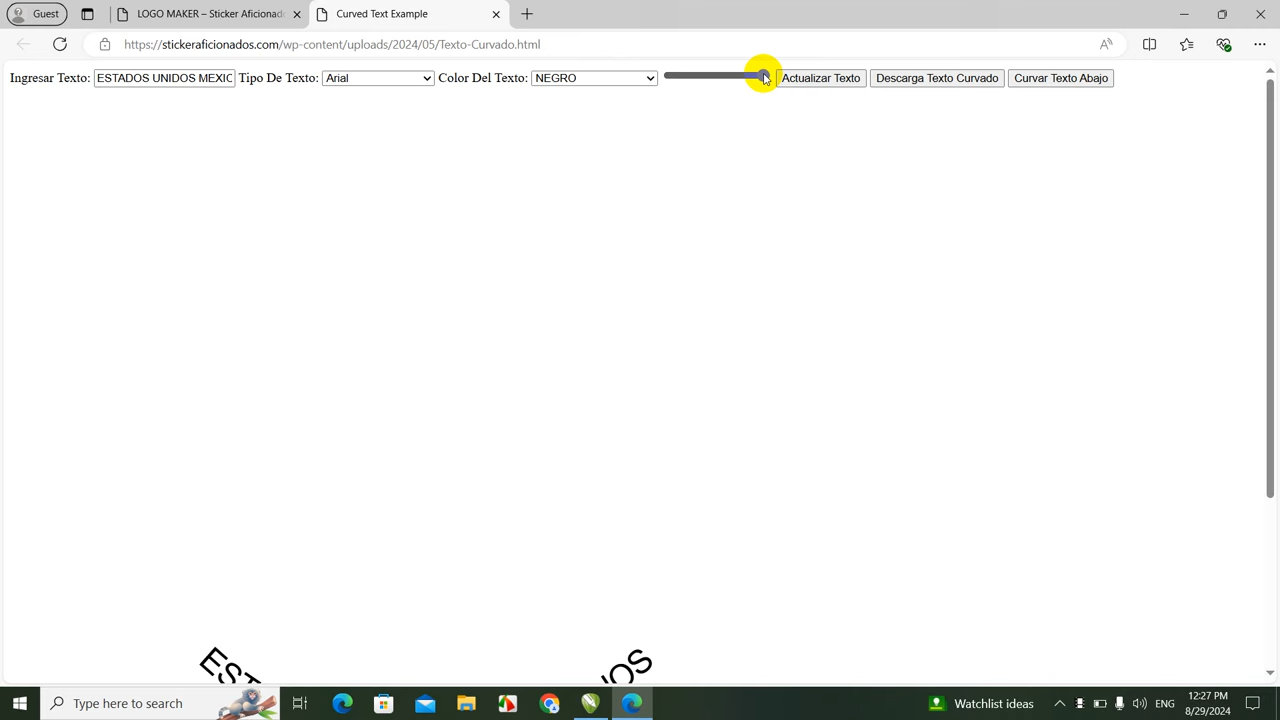 Guest
LOGO MAKER – Sticker Aficionad
Curved Text Example
https://stickeraficionados.com/wp-content/uploads/2024/05/Texto-Curvado.html
Ingresar Texto: ESTADOS UNIDOS MEXIC Tipo De Texto: Arial Color Del Texto: NEGRO Actualizar Texto Descarga Texto Curvado Curvar Texto Abajo
EST OS
Type here to search
Watchlist ideas
ENG
12:27 PM
8/29/2024